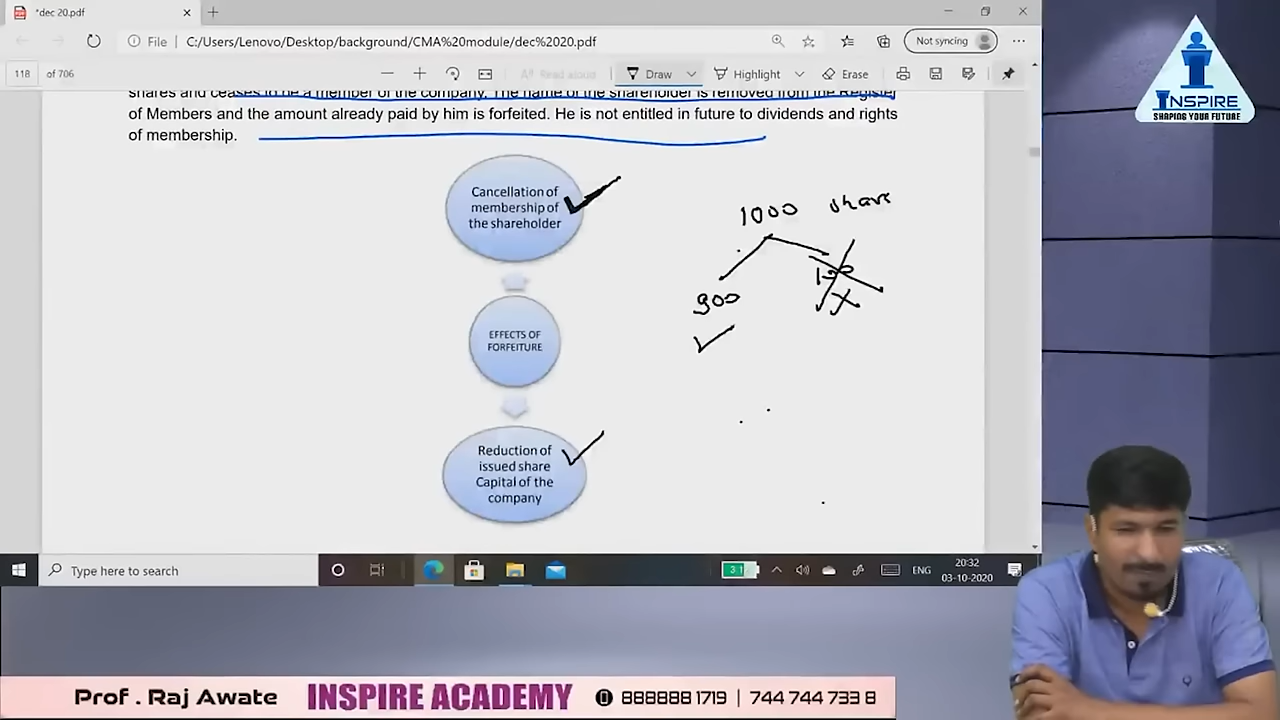 *dec 20.pdf
File
C:/Users/Lenovo/Desktop/background/CMA%20module/dec%2020.pdf
Not syncing
118 of 706
Read aloud
Draw
Highlight
Erase
INSPIRE
SHAPING YOUR FUTURE
shares and ceases to be a member of the company. The name of the shareholder is removed from the Register
of Members and the amount already paid by him is forfeited. He is not entitled in future to dividends and rights
of membership.
Cancellation of
membership of
the shareholder
1000 share
900
100
EFFECTS OF
FORFEITURE
Reduction of
issued share
Capital of the
company
Type here to search
31
ENG
20:32
03-10-2020
Prof. Raj Awate INSPIRE ACADEMY 888888 1719 | 744 744 733 8